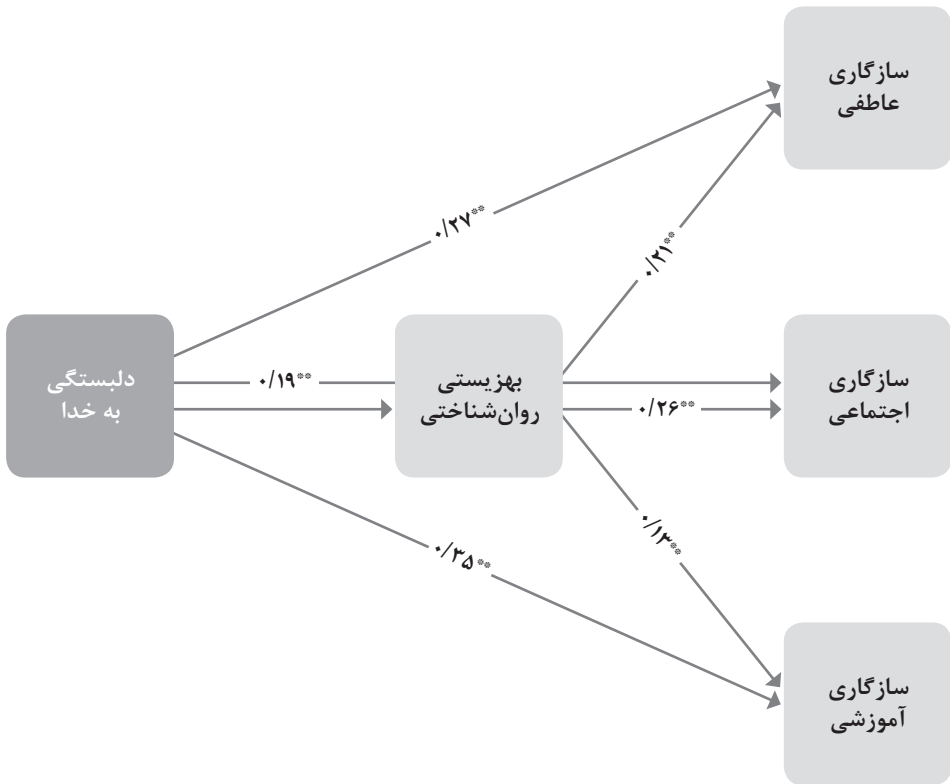 سازگاری
عاطفی
۰/۲۷**
۰/۲۱**
دلبستگی
به خدا
۰/۱۹**
بهزیستی
روان‌شناختی
۰/۲۶**
سازگاری
اجتماعی
۰/۳۵**
۰/۱۳**
سازگاری
آموزشی